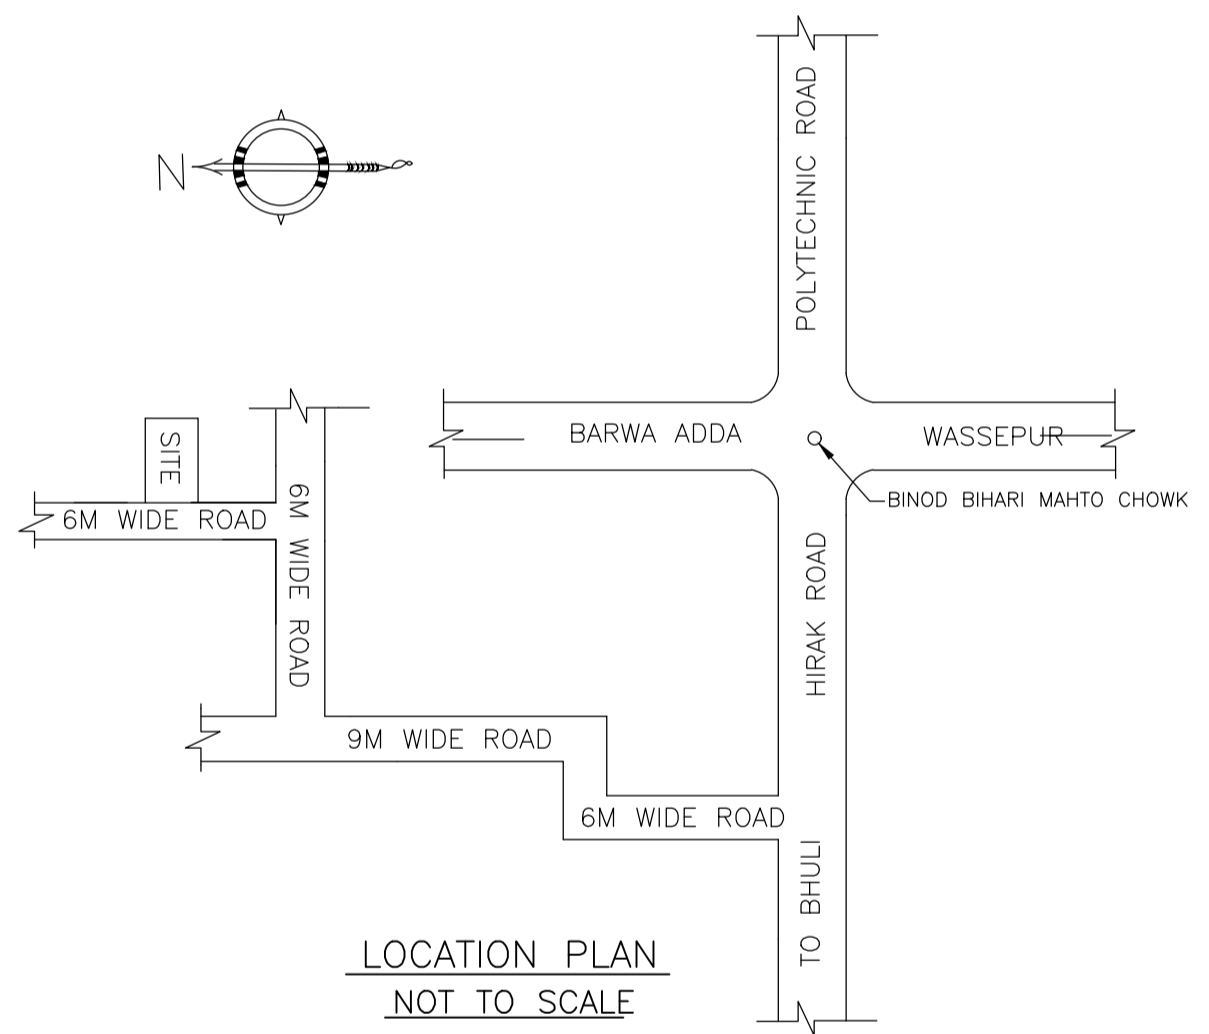 POLYTECHNIC ROAD
N
BARWA ADDA
WASSEPUR
SITE
6M WIDE ROAD
6M WIDE ROAD
BINOD BIHARI MAHTO CHOWK
HIRAK ROAD
9M WIDE ROAD
6M WIDE ROAD
TO BHULI
LOCATION PLAN
NOT TO SCALE